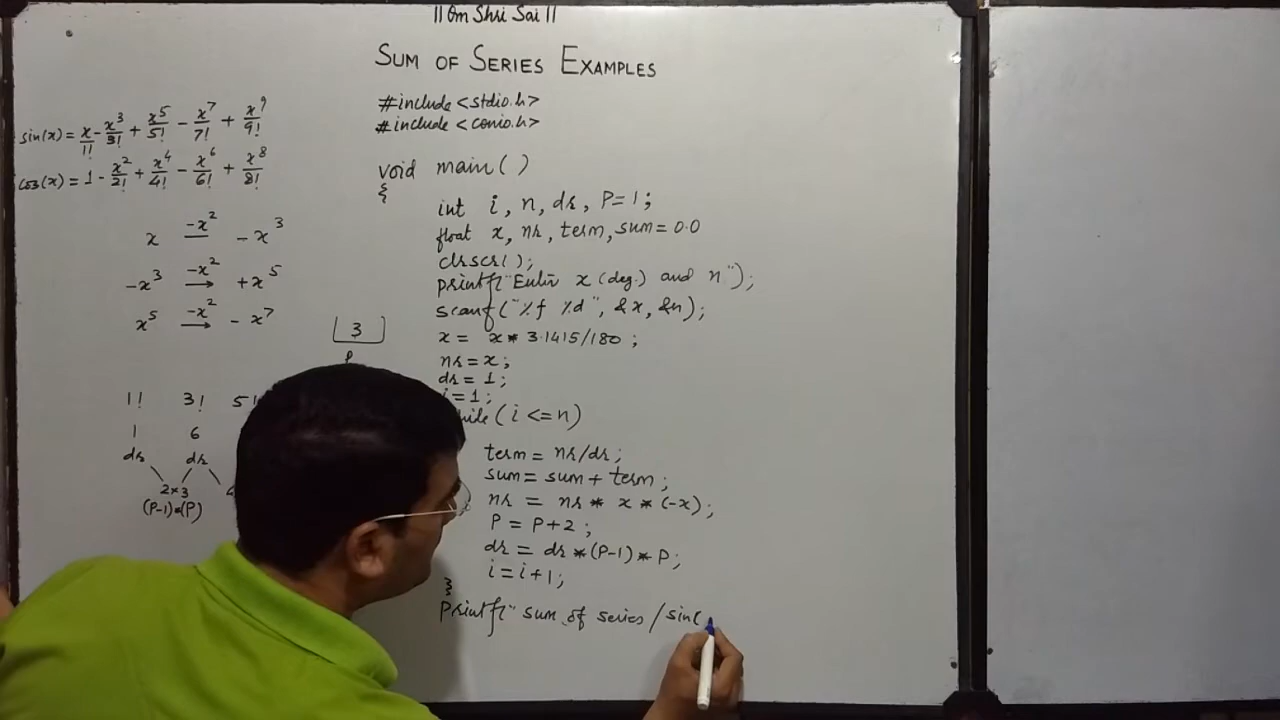 || Om Shri Sai ||
SUM OF SERIES EXAMPLES
sin(x) = x/1! - x³/3! + x⁵/5! - x⁷/7! + x⁹/9!
cos(x) = 1 - x²/2! + x⁴/4! - x⁶/6! + x⁸/8!
x -x² — -x³
-x³ -x² → +x⁵
x⁵ -x² → -x⁷
3
1! 3! 5!
1 6
dr dr
2*3
(P-1)*(P)
#include <stdio.h>
#include <conio.h>
void main( )
{
int i, n, dr, P=1;
float x, nr, term, sum = 0.0
clrscr( );
printf("Enter x (deg.) and n");
scanf("%f %d", &x, &n);
x = x * 3.1415/180 ;
nr = x;
dr = 1;
i = 1;
while( i <= n)
term = nr/dr;
sum = sum + term;
nr = nr * x * (-x);
P = P+2;
dr = dr * (P-1) * P;
i = i+1;
}
printf(" sum of series / sin(